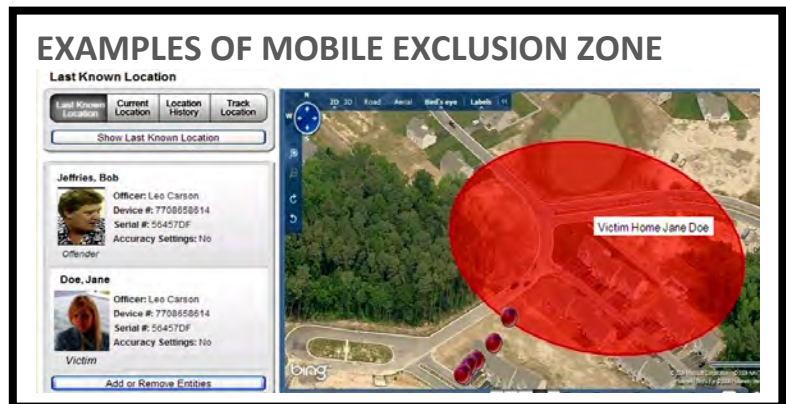 EXAMPLES OF MOBILE EXCLUSION ZONE
Last Known Location
Last Known Location
Current Location
Location History
Track Location
Show Last Known Location
Jeffries, Bob
Officer: Leo Carson
Device #: 7708658614
Serial #: 56457DF
Accuracy Settings: No
Offender
Doe, Jane
Officer: Leo Carson
Device #: 7708658614
Serial #: 56457DF
Accuracy Settings: No
Victim
Add or Remove Entities
N
W
2D 3D Road Aerial Bird's eye Labels
Victim Home Jane Doe
bing